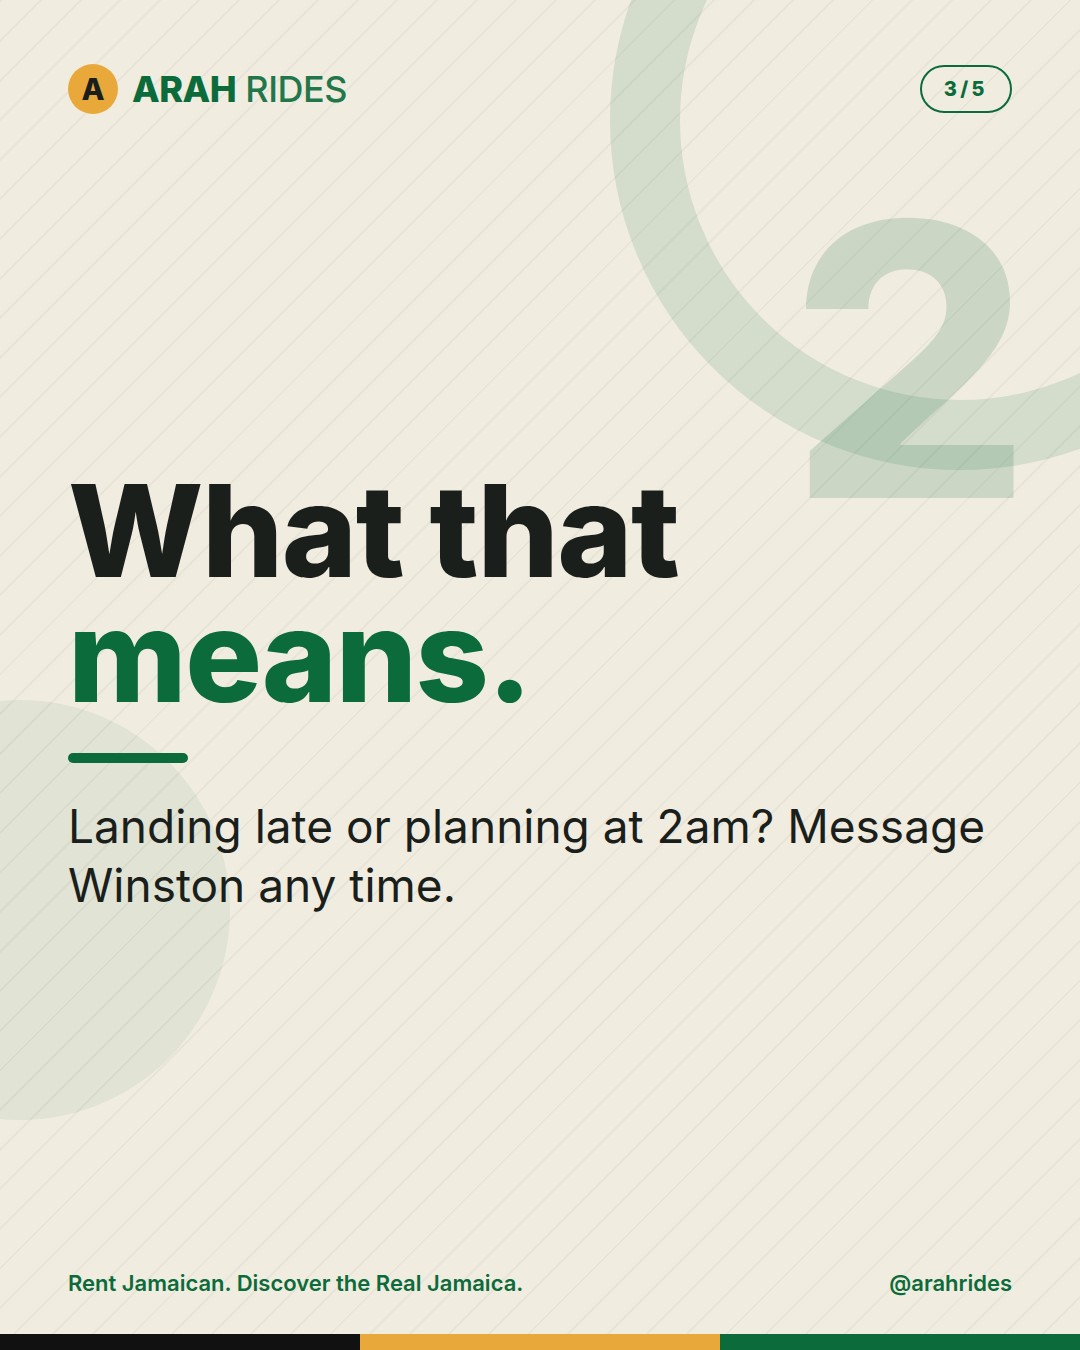 A ARAH RIDES
3/5
2
What that
means.
Landing late or planning at 2am? Message
Winston any time.
Rent Jamaican. Discover the Real Jamaica.
@arahrides